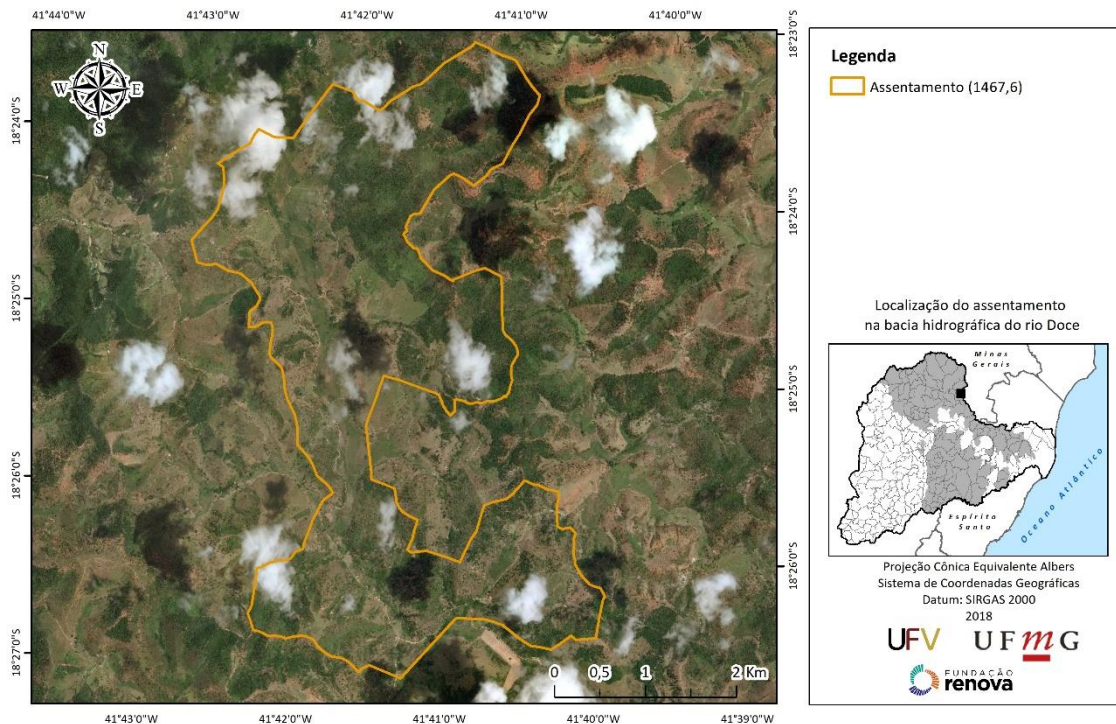 41°44'0"W 41°43'0"W 41°42'0"W 41°41'0"W 41°40'0"W
18°23'0"S
18°24'0"S
18°24'0"S
18°25'0"S
18°25'0"S
18°26'0"S
18°26'0"S
18°27'0"S
N
W E
S
0 0,5 1 2 Km
41°43'0"W 41°42'0"W 41°41'0"W 41°40'0"W 41°39'0"W
Legenda
Assentamento (1467,6)
Localização do assentamento
na bacia hidrográfica do rio Doce
Minas
Gerais
Espírito
Santo
Oceano Atlântico
Projeção Cônica Equivalente Albers
Sistema de Coordenadas Geográficas
Datum: SIRGAS 2000
2018
UFV UFmG
FUNDAÇÃO
renova